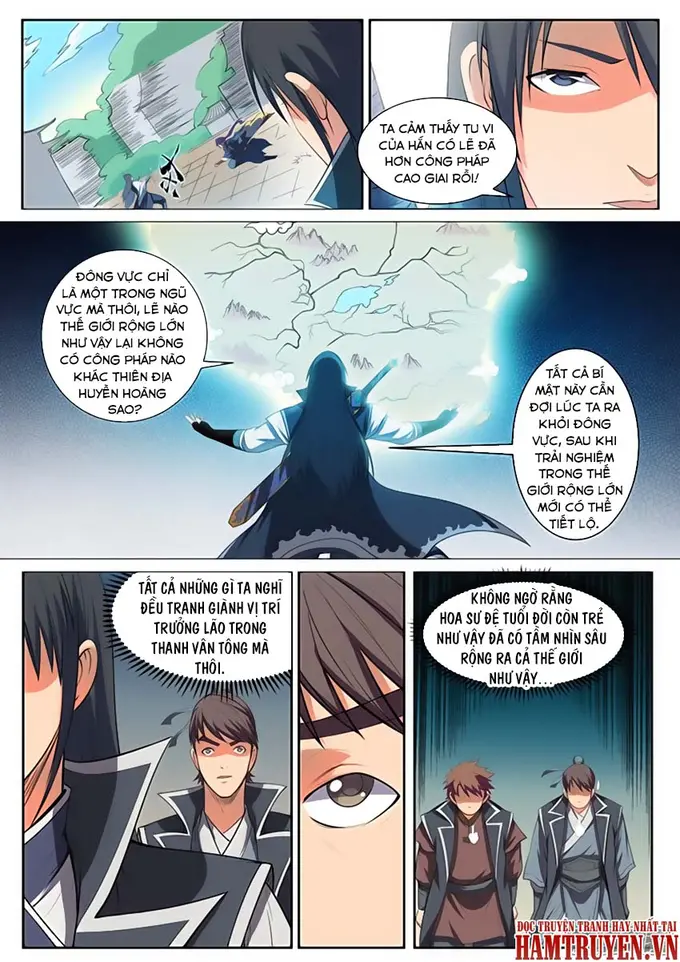 TA CẢM THẤY TU VI
CỦA HẮN CÓ LẼ ĐÃ
HƠN CÔNG PHÁP
CAO GIAI RỒI!
ĐÔNG VỰC CHỈ
LÀ MỘT TRONG NGŨ
VỰC MÀ THÔI, LẼ NÀO
THẾ GIỚI RỘNG LỚN
NHƯ VẬY LẠI KHÔNG
CÓ CÔNG PHÁP NÀO
KHÁC THIÊN ĐỊA
HUYỀN HOÀNG
SAO?
TẤT CẢ BÍ
MẬT NÀY CẦN
ĐỢI LÚC TA RA
KHỎI ĐÔNG
VỰC, SAU KHI
TRẢI NGHIỆM
TRONG THẾ
GIỚI RỘNG LỚN
MỚI CÓ THỂ
TIẾT LỘ.
TẤT CẢ NHỮNG GÌ TA NGHĨ
ĐỀU TRANH GIÀNH VỊ TRÍ
TRƯỞNG LÃO TRONG
THANH VÂN TÔNG MÀ
THÔI.
KHÔNG NGỜ RẰNG
HOA SƯ ĐỆ TUỔI ĐỜI CÒN TRẺ
NHƯ VẬY ĐÃ CÓ TẦM NHÌN SÂU
RỘNG RA CẢ THẾ GIỚI
NHƯ VẬY...
ĐỌC TRUYỆN TRANH HAY NHẤT TẠI
HAMTRUYEN.VN